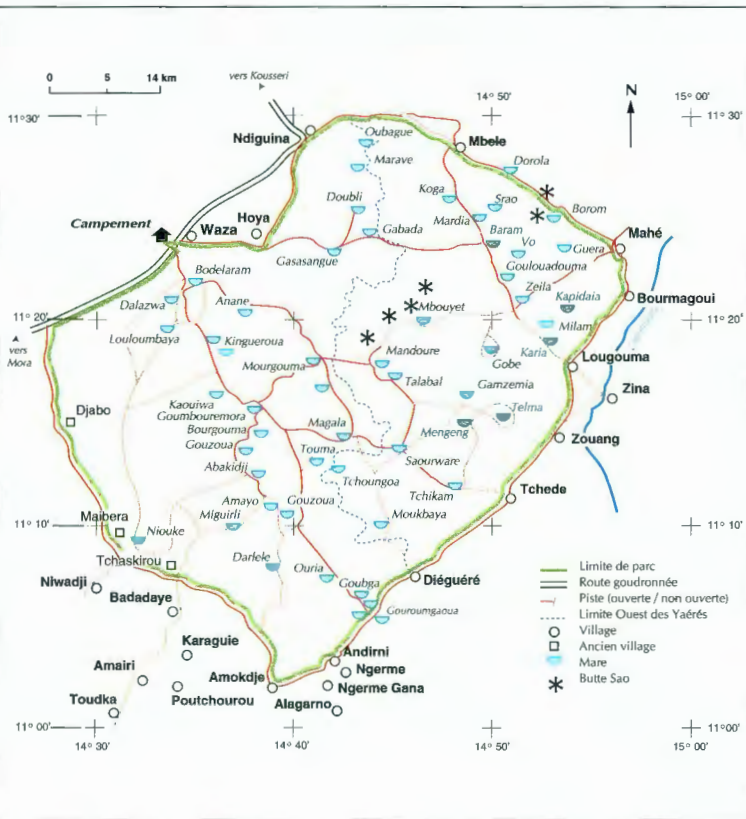 0 5 14 km
vers Kousseri
14° 50'
15° 00'
N
11° 30'
11° 30'
Ndiguina
Oubague
Mbele
Marave
Dorola
Doubli
Koga
Srao
Campement
Waza
Hoya
Mardia
Borom
Gabada
Baram
Mahé
Vo
Guera
Gasasangue
Goulouadouma
Bodelaram
Zeila
Kapidaia
Dalazwa
Anane
Mbouyet
Bourmagoui
11° 20'
11° 20'
Milam
Louloumbaya
Kingueroua
Karia
vers
Mora
Mandoure
Gobe
Lougouma
Mourgouma
Talabal
Gamzemia
Zina
Kaouiwa
Djabo
Goumbouremora
Telma
Bourgouma
Magala
Mengeng
Zouang
Gouzoua
Touma
Saourware
Abakidji
Tchoungoa
Tchikam
Tchede
Amayo
Gouzoua
Maibera
Miguirli
Moukbaya
11° 10'
11° 10'
Niouke
Tchaskirou
Darlele
Ouria
Limite de parc
Niwadji
Goubga
Diéguéré
Route goudronnée
Badadaye
Piste (ouverte / non ouverte)
Gouroumgaoua
Limite Ouest des Yaérés
Village
Karaguie
Andirni
Ancien village
Amairi
Ngerme
Mare
Amokdje
Ngerme Gana
Butte Sao
Toudka
Poutchourou
Alagarno
11° 00'
11° 00'
14° 30'
14° 40'
14° 50'
15° 00'